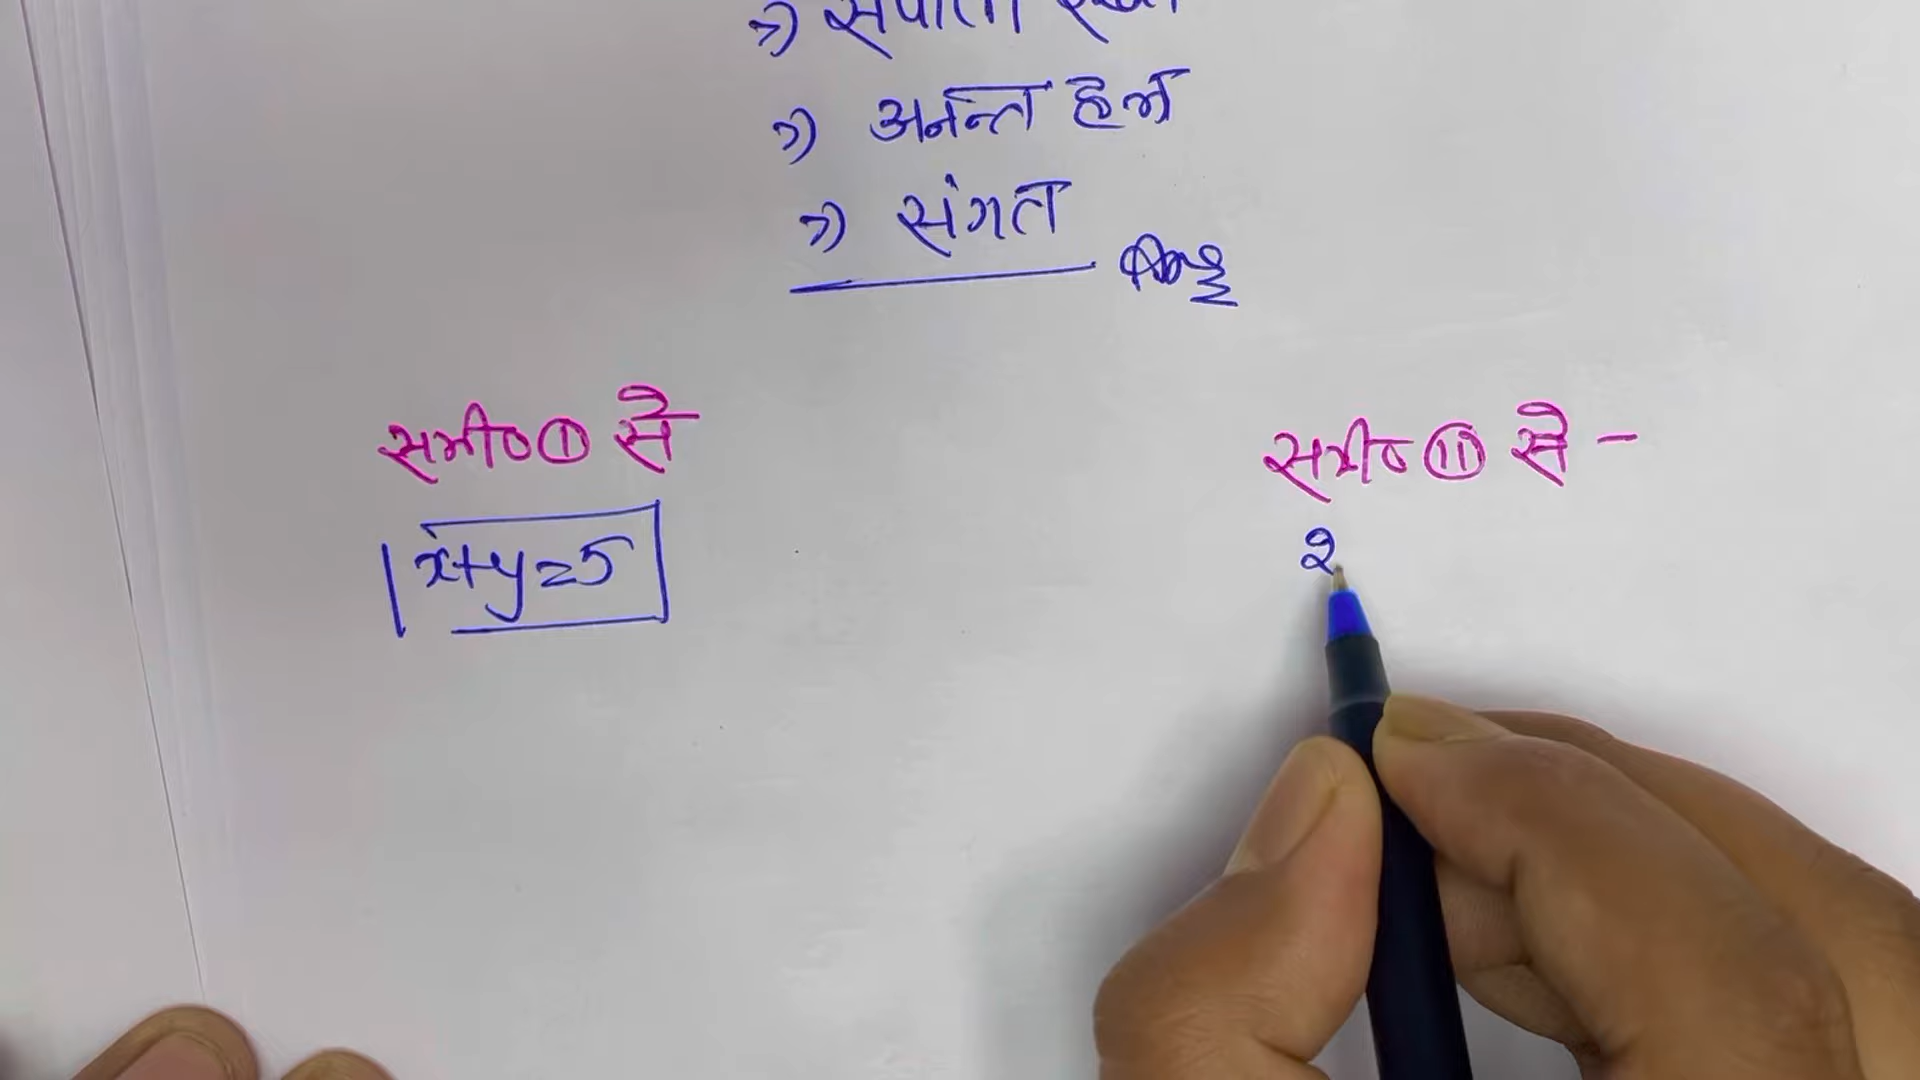 ⇒ संपाती रेखा
⇒ अनन्त हल
⇒ संगत
समी० ① से
x+y=5
समी० ⑪ से -
2